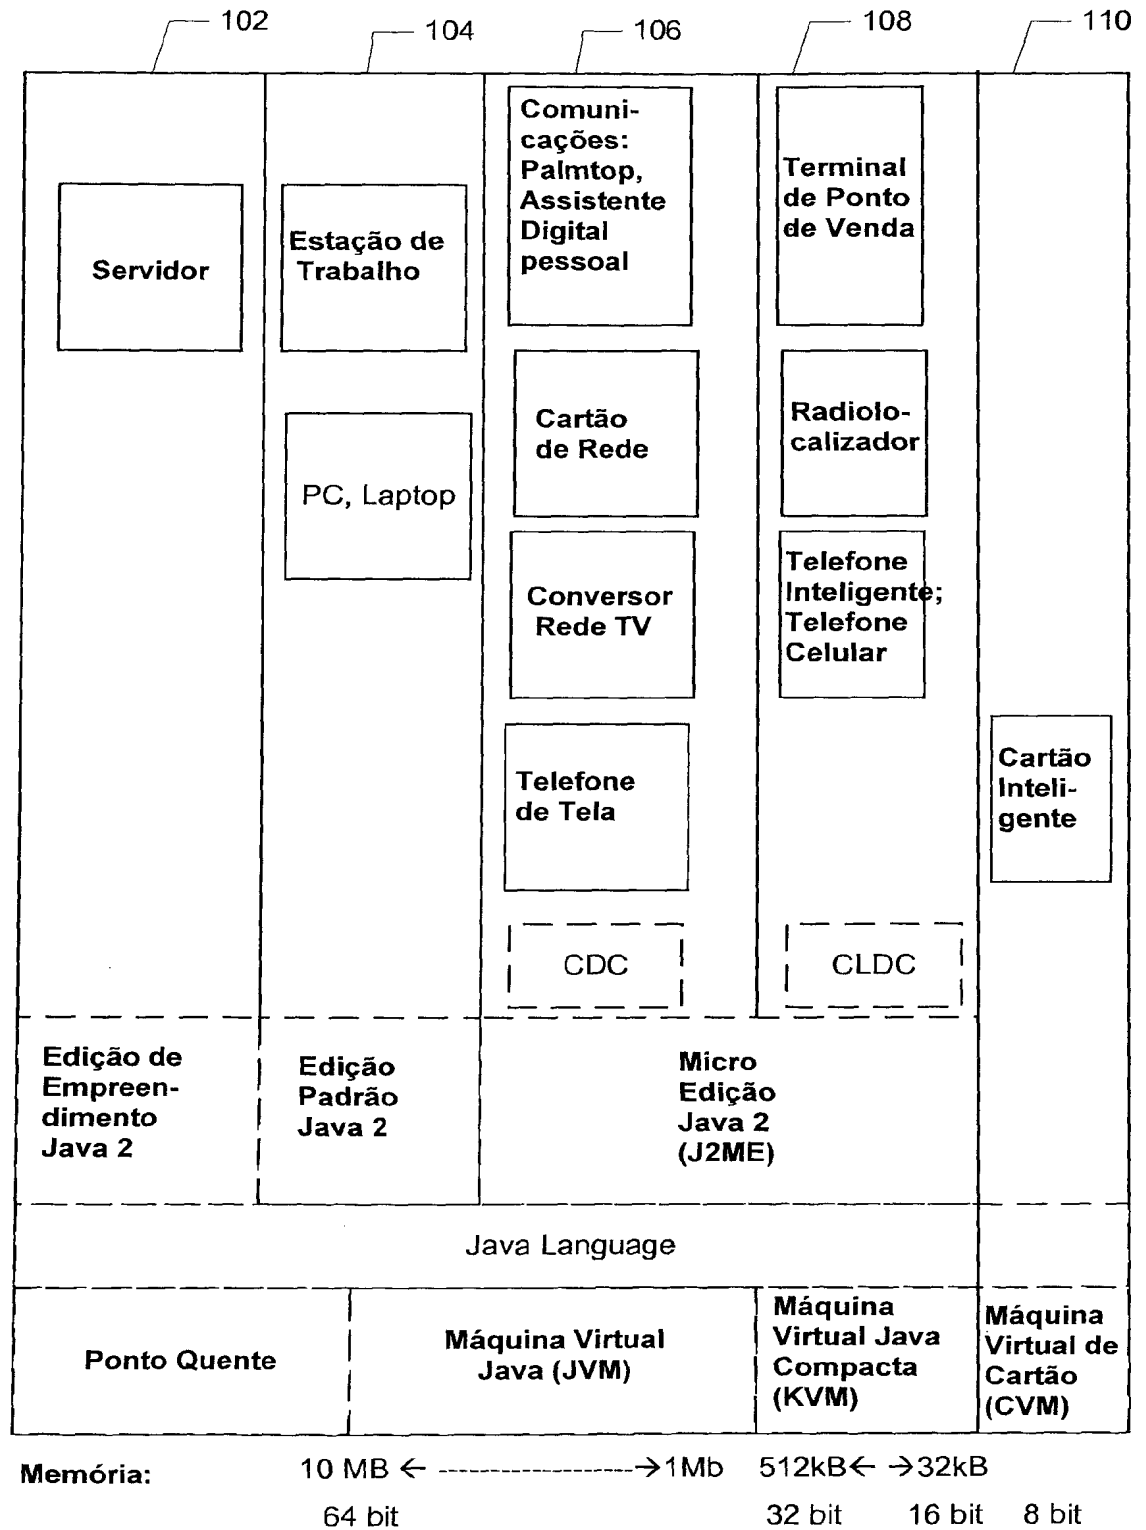 102
104
106
108
110
Servidor
Estação de
Trabalho
PC, Laptop
Comuni-
cações:
Palmtop,
Assistente
Digital
pessoal
Cartão
de Rede
Conversor
Rede TV
Telefone
de Tela
CDC
Terminal
de Ponto
de Venda
Radiolo-
calizador
Telefone
Inteligente;
Telefone
Celular
CLDC
Cartão
Inteli-
gente
Edição de
Empreen-
dimento
Java 2
Edição
Padrão
Java 2
Micro
Edição
Java 2
(J2ME)
Java Language
Ponto Quente
Máquina Virtual
Java (JVM)
Máquina
Virtual Java
Compacta
(KVM)
Máquina
Virtual de
Cartão
(CVM)
Memória: 10 MB ← ---------------------→1Mb 512kB← →32kB
64 bit 32 bit 16 bit 8 bit